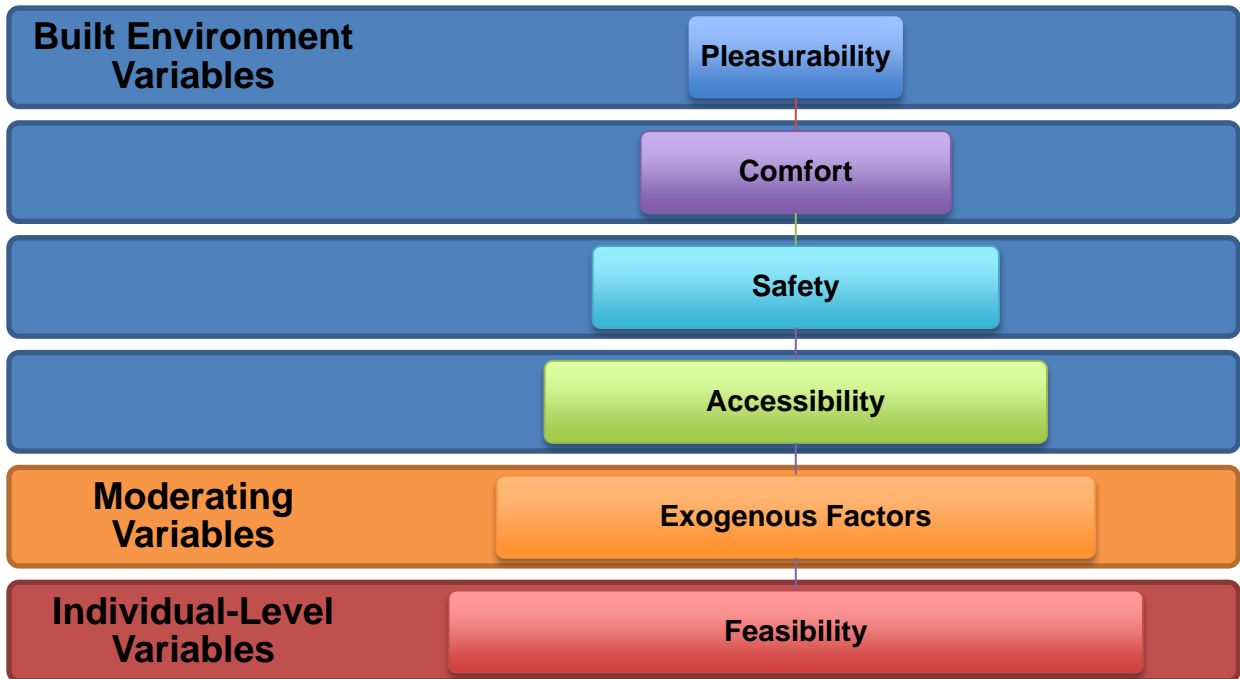 Built Environment
Variables
Pleasurability
Comfort
Safety
Accessibility
Moderating
Variables
Exogenous Factors
Individual-Level
Variables
Feasibility